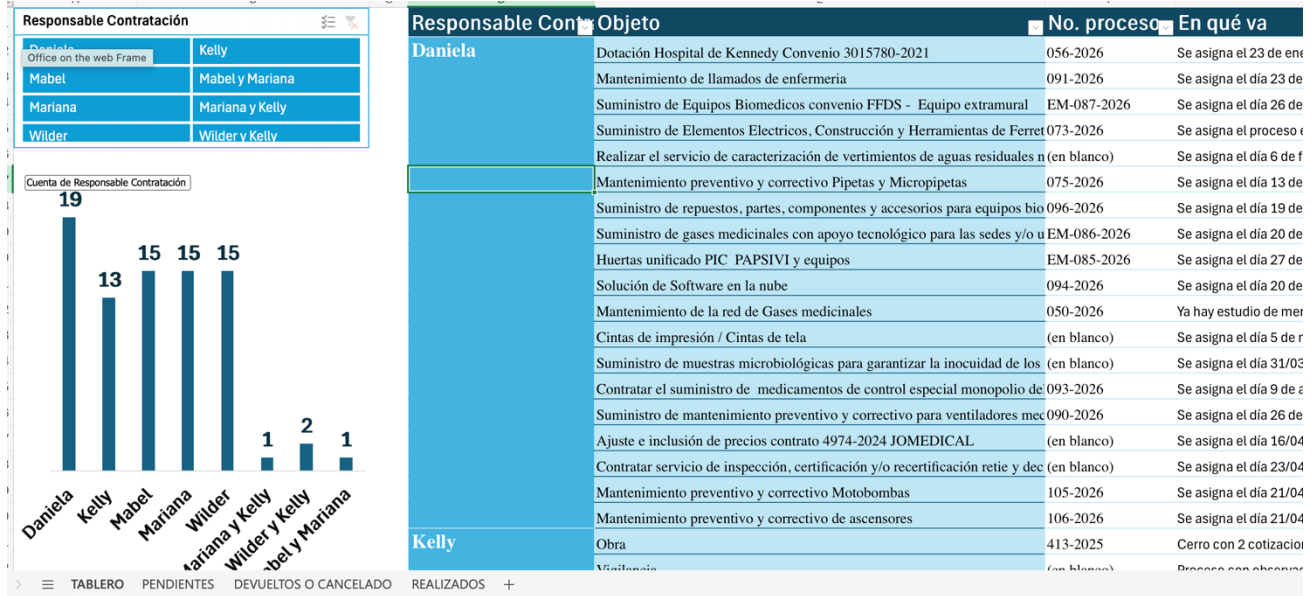 Responsable Contratación
Kelly
Office on the web Frame
Mabel
Mabel y Mariana
Mariana
Mariana y Kelly
Wilder
Wilder y Kelly
Cuenta de Responsable Contratación
19
13
15
15
15
1
2
1
Daniela
Kelly
Mabel
Mariana
Wilder
Mariana y Kelly
Wilder y Kelly
bel y Mariana
Responsable Cont Objeto No. proceso En qué va
Daniela Dotación Hospital de Kennedy Convenio 3015780-2021 056-2026 Se asigna el 23 de ene
Mantenimiento de llamados de enfermeria 091-2026 Se asigna el día 23 de
Suministro de Equipos Biomedicos convenio FFDS - Equipo extramural EM-087-2026 Se asigna el día 26 de
Suministro de Elementos Electricos, Construcción y Herramientas de Ferret 073-2026 Se asigna el proceso e
Realizar el servicio de caracterización de vertimientos de aguas residuales n (en blanco) Se asigna el día 6 de f
Mantenimiento preventivo y correctivo Pipetas y Micropipetas 075-2026 Se asigna el día 13 de
Suministro de repuestos, partes, componentes y accesorios para equipos bio 096-2026 Se asigna el día 19 de
Suministro de gases medicinales con apoyo tecnológico para las sedes y/o u EM-086-2026 Se asigna el día 20 de
Huertas unificado PIC PAPSIVI y equipos EM-085-2026 Se asigna el día 27 de
Solución de Software en la nube 094-2026 Se asigna el día 20 de
Mantenimiento de la red de Gases medicinales 050-2026 Ya hay estudio de mer
Cintas de impresión / Cintas de tela (en blanco) Se asigna el día 5 de
Suministro de muestras microbiológicas para garantizar la inocuidad de los (en blanco) Se asigna el día 31/03
Contratar el suministro de medicamentos de control especial monopolio de 093-2026 Se asigna el día 9 de a
Suministro de mantenimiento preventivo y correctivo para ventiladores mec 090-2026 Se asigna el día 26 de
Ajuste e inclusión de precios contrato 4974-2024 JOMEDICAL (en blanco) Se asigna el día 16/04
Contratar servicio de inspección, certificación y/o recertificación retie y dec (en blanco) Se asigna el día 23/04
Mantenimiento preventivo y correctivo Motobombas 105-2026 Se asigna el día 21/04
Mantenimiento preventivo y correctivo de ascensores 106-2026 Se asigna el día 21/04
Kelly Obra 413-2025 Cerro con 2 cotizacion
TABLERO PENDIENTES DEVUELTOS O CANCELADO REALIZADOS